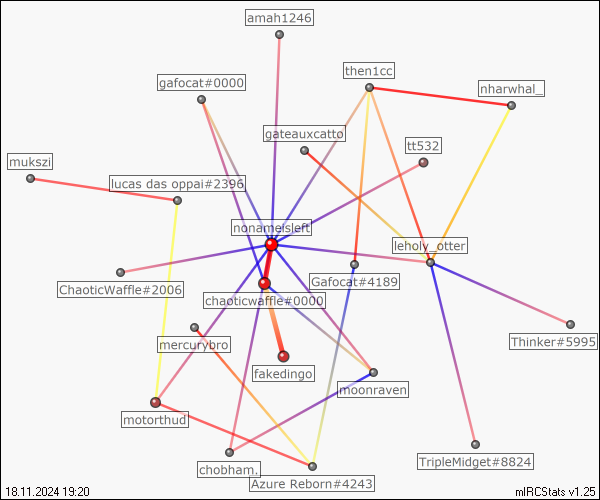 amah1246
then1cc
gafocat#0000
nharwhal_
gateauxcatto
tt532
mukszi
lucas das oppai#2396
nonameisleft
leholy_otter
Gafocat#4189
ChaoticWaffle#2006
chaoticwaffle#0000
Thinker#5995
mercurybro
fakedingo
moonraven
motorthud
TripleMidget#8824
chobham.
Azure Reborn#4243
18.11.2024 19:20
mIRCStats v1.25